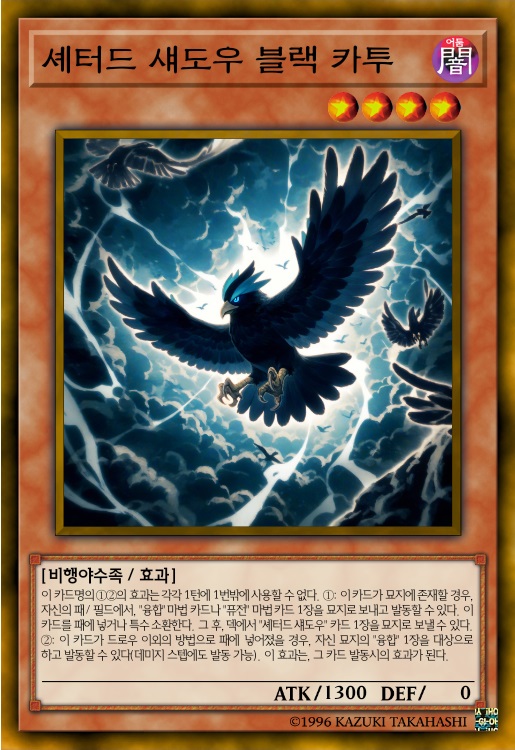 셰터드 섀도우 블랙 카투
어둠
闇
[비행야수족 / 효과]
이 카드명의 ①②의 효과는 각각 1턴에 1번밖에 사용할 수 없다. ①: 이 카드가 묘지에 존재할 경우,
자신의 패 / 필드에서, "융합" 마법 카드나 "퓨전" 마법 카드 1장을 묘지로 보내고 발동할 수 있다. 이
카드를 패에 넣거나 특수 소환한다. 그 후, 덱에서 "셰터드 섀도우" 카드 1장을 묘지로 보낼 수 있다.
②: 이 카드가 드로우 이외의 방법으로 패에 넣어졌을 경우, 자신 묘지의 "융합" 1장을 대상으로
하고 발동할 수 있다(데미지 스텝에도 발동 가능). 이 효과는, 그 카드 발동시의 효과가 된다.
ATK / 1300 DEF / 0
©1996 KAZUKI TAKAHASHI